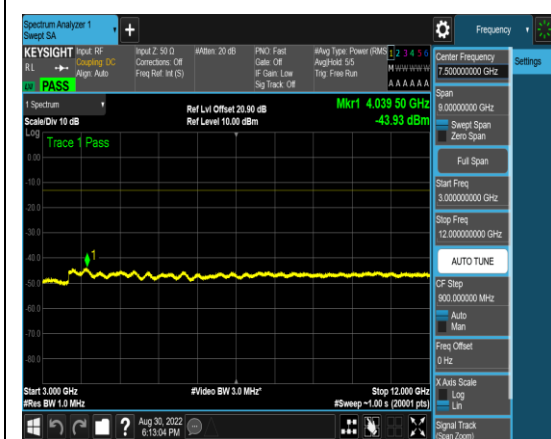 Spectrum Analyzer 1
Swept SA
+
Frequency
KEYSIGHT
RL
Input: RF
Coupling: DC
Align: Auto
Input Z: 50 Ω
Corrections: Off
Freq Ref: Int (S)
#Atten: 20 dB
PNO: Fast
Gate: Off
IF Gain: Low
Sig Track: Off
#Avg Type: Power (RMS
Avg|Hold: 5/5
Trig: Free Run
1 2 3 4 5 6
M W W W W W
A A A A A A
PASS
1 Spectrum
Scale/Div 10 dB
Ref Lvl Offset 20.90 dB
Ref Level 10.00 dBm
Mkr1 4.039 50 GHz
-43.93 dBm
Log
Trace 1 Pass
0.00
-10.0
-20.0
-30.0
-40.0
-50.0
-60.0
-70.0
-80.0
1
Start 3.000 GHz
#Res BW 1.0 MHz
#Video BW 3.0 MHz*
Stop 12.000 GHz
#Sweep ~1.00 s (20001 pts)
?
Aug 30, 2022
6:13:04 PM
Center Frequency
7.500000000 GHz
Settings
Span
9.00000000 GHz
Swept Span
Zero Span
Full Span
Start Freq
3.000000000 GHz
Stop Freq
12.000000000 GHz
AUTO TUNE
CF Step
900.000000 MHz
Auto
Man
Freq Offset
0 Hz
X Axis Scale
Log
Lin
Signal Track
(Span Zoom)